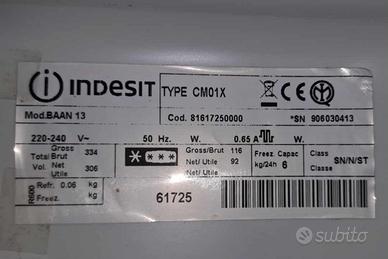 INDESIT TYPE CM01X CE
Mod.BAAN 13 Cod. 81617250000 *SN 906030413
220-240 V~ 50 Hz. W. 0.65 A W.
Total Vol. Gross/Brut 334 Net Utile 306
Gross/Brut 116 Net/Utile 92
Freez. Capac kg/24h 6
Class Classe SN/N/ST
R600 Refr. 0.06 kg
Freez. kg
61725
subito